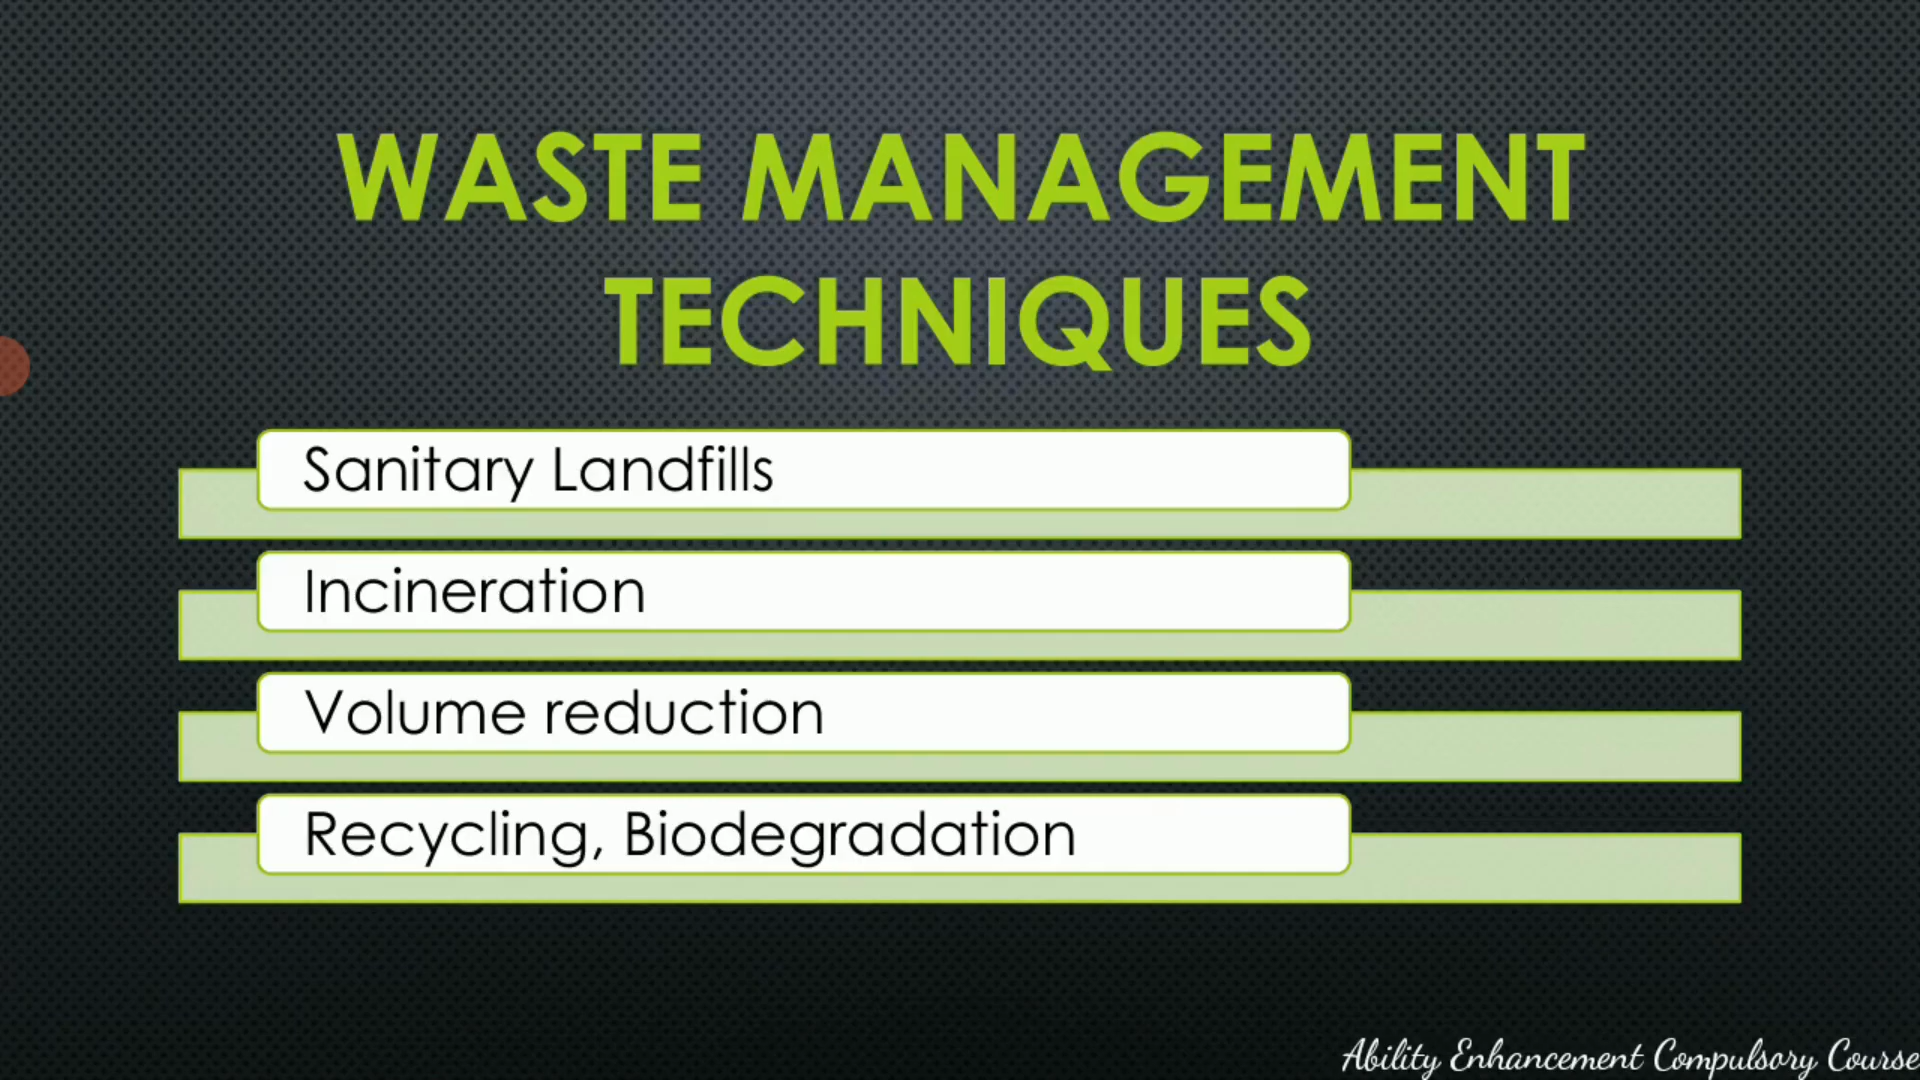 WASTE MANAGEMENT
TECHNIQUES
Sanitary Landfills
Incineration
Volume reduction
Recycling, Biodegradation
Ability Enhancement Compulsory Course